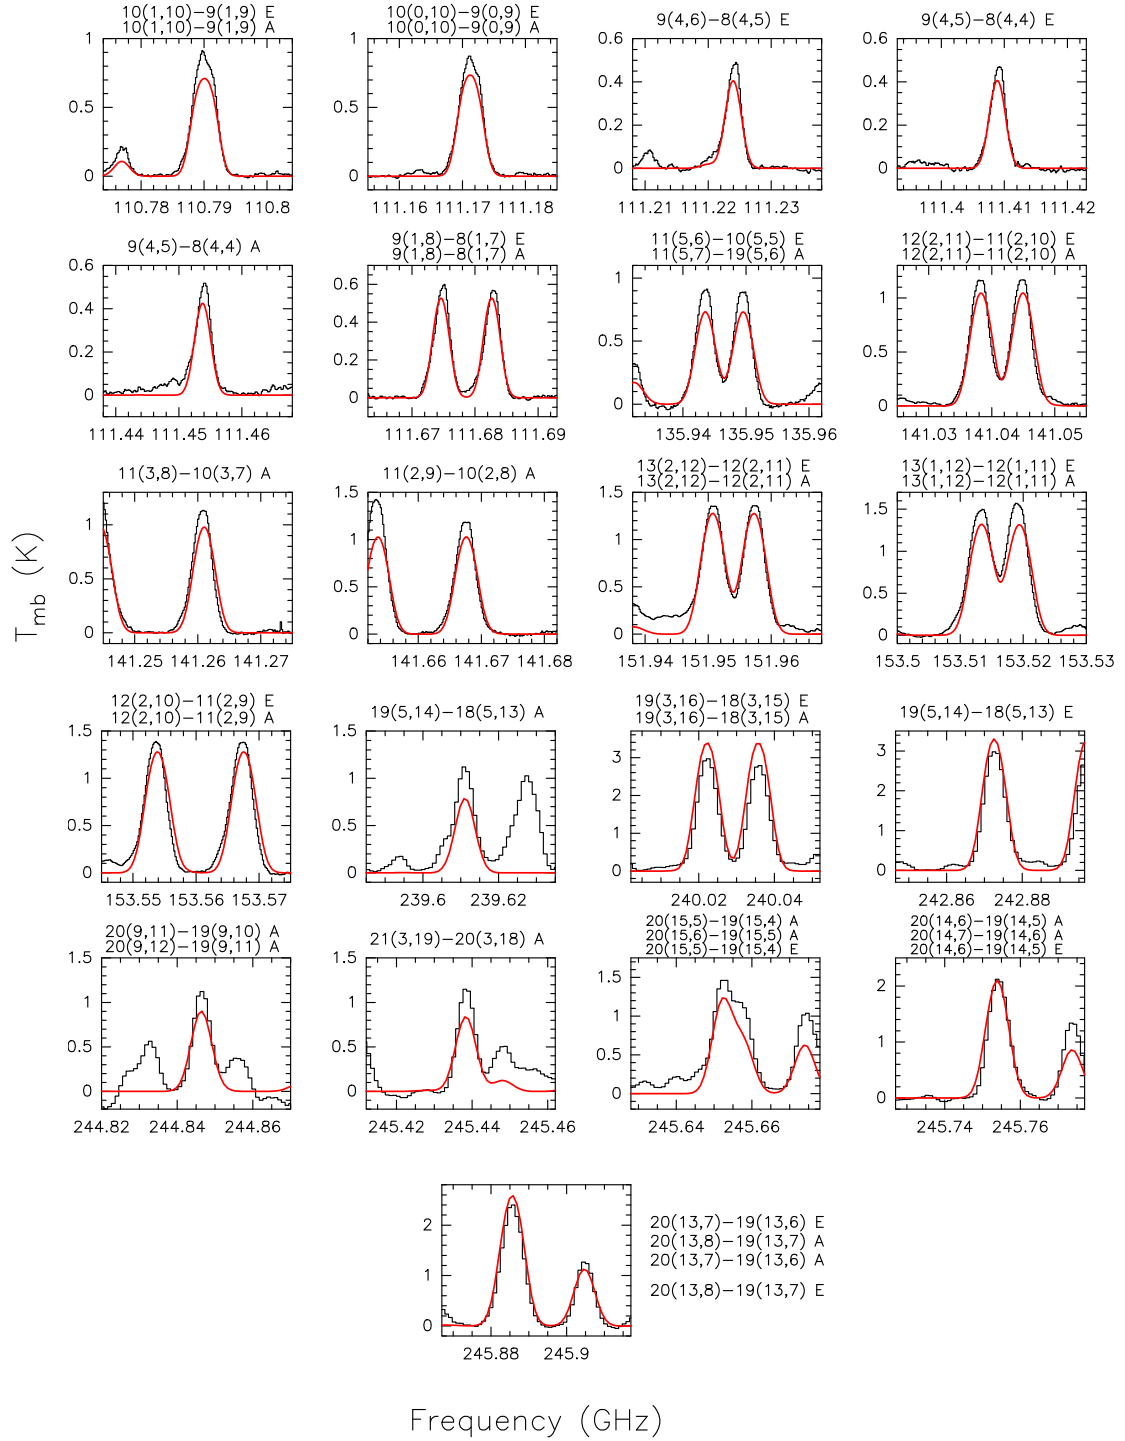 10(1,10)−9(1,9) E
10(1,10)−9(1,9) A
10(0,10)−9(0,9) E
10(0,10)−9(0,9) A
9(4,6)−8(4,5) E
9(4,5)−8(4,4) E
1
0.5
0
110.78 110.79 110.8
1
0.5
0
111.16 111.17 111.18
0.6
0.4
0.2
0
111.21 111.22 111.23
0.6
0.4
0.2
0
111.4 111.41 111.42
9(4,5)−8(4,4) A
9(1,8)−8(1,7) E
9(1,8)−8(1,7) A
11(5,6)−10(5,5) E
11(5,7)−19(5,6) A
12(2,11)−11(2,10) E
12(2,11)−11(2,10) A
0.6
0.4
0.2
0
111.44 111.45 111.46
0.6
0.4
0.2
0
111.67 111.68 111.69
1
0.5
0
135.94 135.95 135.96
1
0.5
0
141.03 141.04 141.05
11(3,8)−10(3,7) A
11(2,9)−10(2,8) A
13(2,12)−12(2,11) E
13(2,12)−12(2,11) A
13(1,12)−12(1,11) E
13(1,12)−12(1,11) A
1
0.5
0
141.25 141.26 141.27
1.5
1
0.5
0
141.66 141.67 141.68
1.5
1
0.5
0
151.94 151.95 151.96
1.5
1
0.5
0
153.5 153.51 153.52 153.53
12(2,10)−11(2,9) E
12(2,10)−11(2,9) A
19(5,14)−18(5,13) A
19(3,16)−18(3,15) E
19(3,16)−18(3,15) A
19(5,14)−18(5,13) E
1.5
1
0.5
0
153.55 153.56 153.57
1.5
1
0.5
0
239.6 239.62
3
2
1
0
240.02 240.04
3
2
1
0
242.86 242.88
20(9,11)−19(9,10) A
20(9,12)−19(9,11) A
21(3,19)−20(3,18) A
20(15,5)−19(15,4) A
20(15,6)−19(15,5) A
20(15,5)−19(15,4) E
20(14,6)−19(14,5) A
20(14,7)−19(14,6) A
20(14,6)−19(14,5) E
1
0.5
0
244.82 244.84 244.86
1.5
1
0.5
0
245.42 245.44 245.46
1.5
1
0.5
0
245.64 245.66
2
1
0
245.74 245.76
2
1
0
245.88 245.9
20(13,7)−19(13,6) E
20(13,8)−19(13,7) A
20(13,7)−19(13,6) A
20(13,8)−19(13,7) E
Tmb (K)
Frequency (GHz)